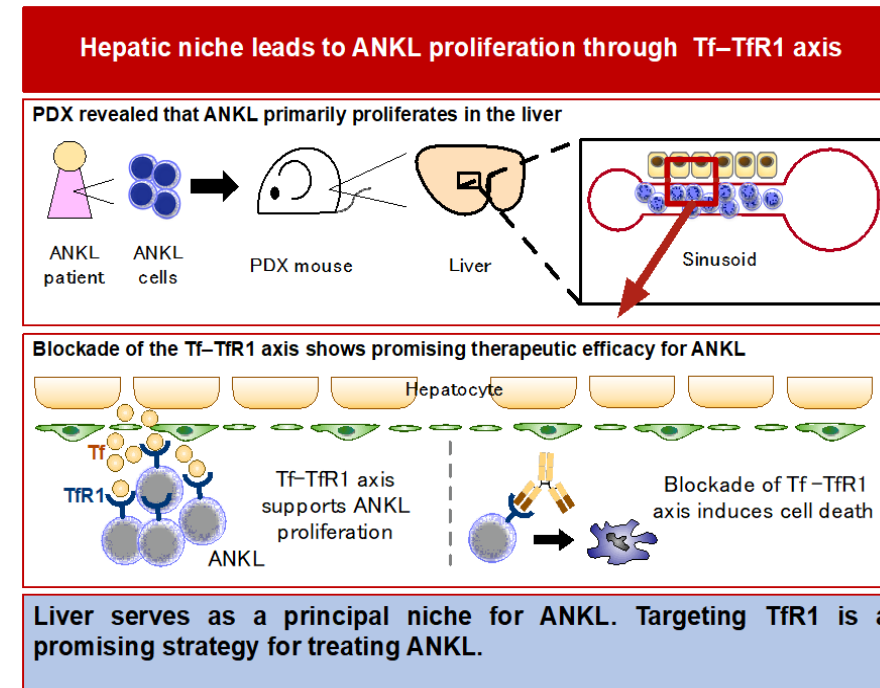 Hepatic niche leads to ANKL proliferation through Tf–TfR1 axis
PDX revealed that ANKL primarily proliferates in the liver
ANKL
patient
ANKL
cells
PDX mouse
Liver
Sinusoid
Blockade of the Tf–TfR1 axis shows promising therapeutic efficacy for ANKL
Hepatocyte
Tf
TfR1
ANKL
Tf-TfR1 axis
supports ANKL
proliferation
Blockade of Tf-TfR1
axis induces cell death
Liver serves as a principal niche for ANKL. Targeting TfR1 is a
promising strategy for treating ANKL.